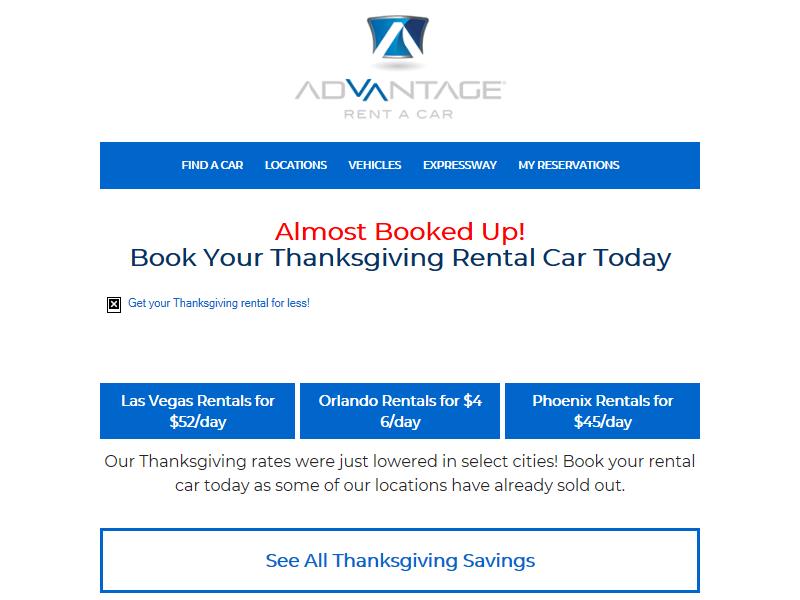 ADVANTAGE
RENT A CAR
FIND A CAR LOCATIONS VEHICLES EXPRESSWAY MY RESERVATIONS
Almost Booked Up!
Book Your Thanksgiving Rental Car Today
Get your Thanksgiving rental for less!
Las Vegas Rentals for
$52/day
Orlando Rentals for $4
6/day
Phoenix Rentals for
$45/day
Our Thanksgiving rates were just lowered in select cities! Book your rental
car today as some of our locations have already sold out.
See All Thanksgiving Savings